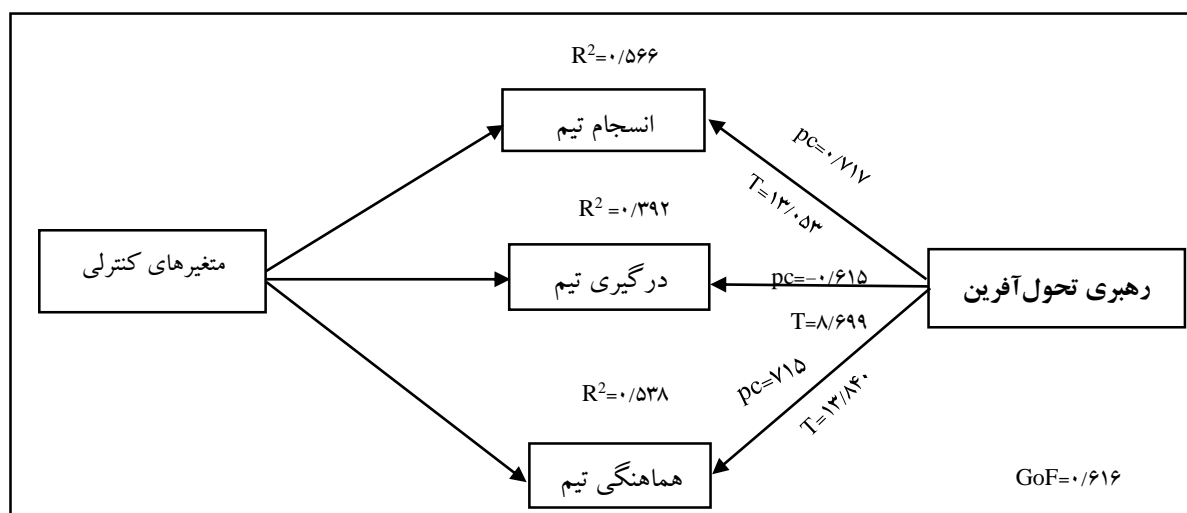 R²=۰/۵۶۶
انسجام تیم
pc=۰/۷۱۷
T=۱۳/۰۵۳
R² =۰/۳۹۲
متغیرهای کنترلی
درگیری تیم
pc=–۰/۶۱۵
رهبری تحول‌آفرین
T=۸/۶۹۹
pc=۷۱۵
T=۱۳/۸۴۰
R²=۰/۵۳۸
هماهنگی تیم
GoF=۰/۶۱۶